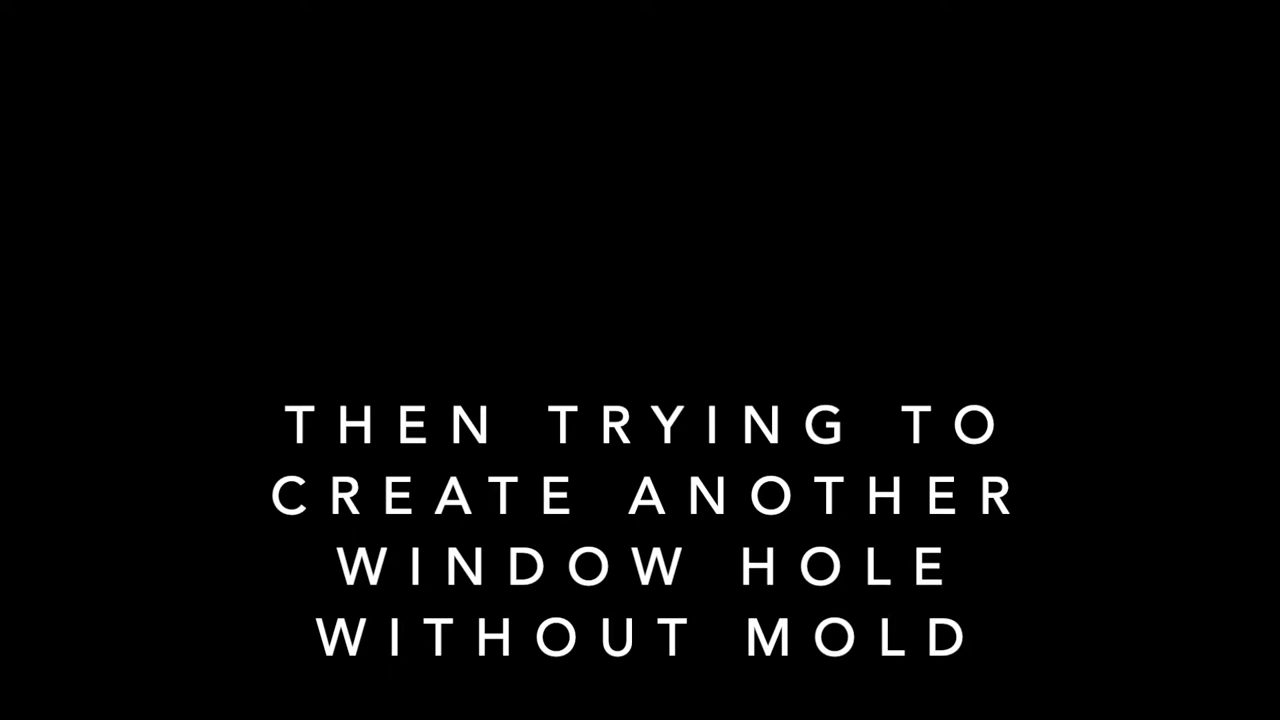 THEN TRYING TO
CREATE ANOTHER
WINDOW HOLE
WITHOUT MOLD